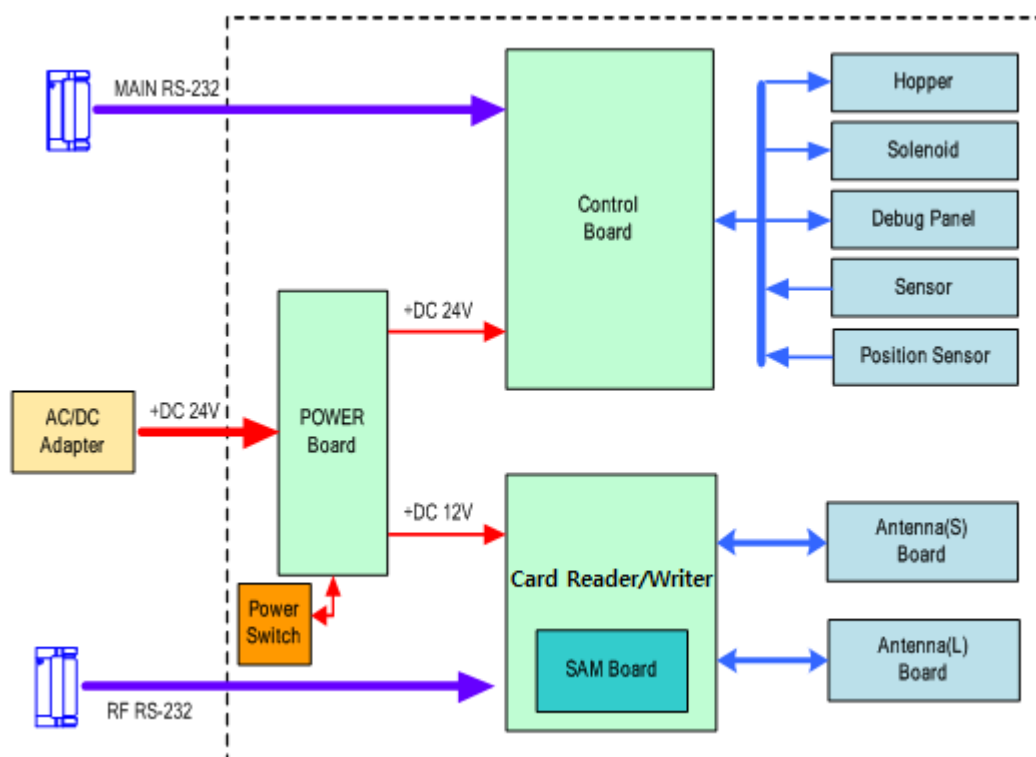 MAIN RS-232
Control
Board
Hopper
Solenoid
Debug Panel
Sensor
Position Sensor
+DC 24V
AC/DC
Adapter
+DC 24V
POWER
Board
+DC 12V
Power
Switch
Card Reader/Writer
SAM Board
Antenna(S)
Board
Antenna(L)
Board
RF RS-232